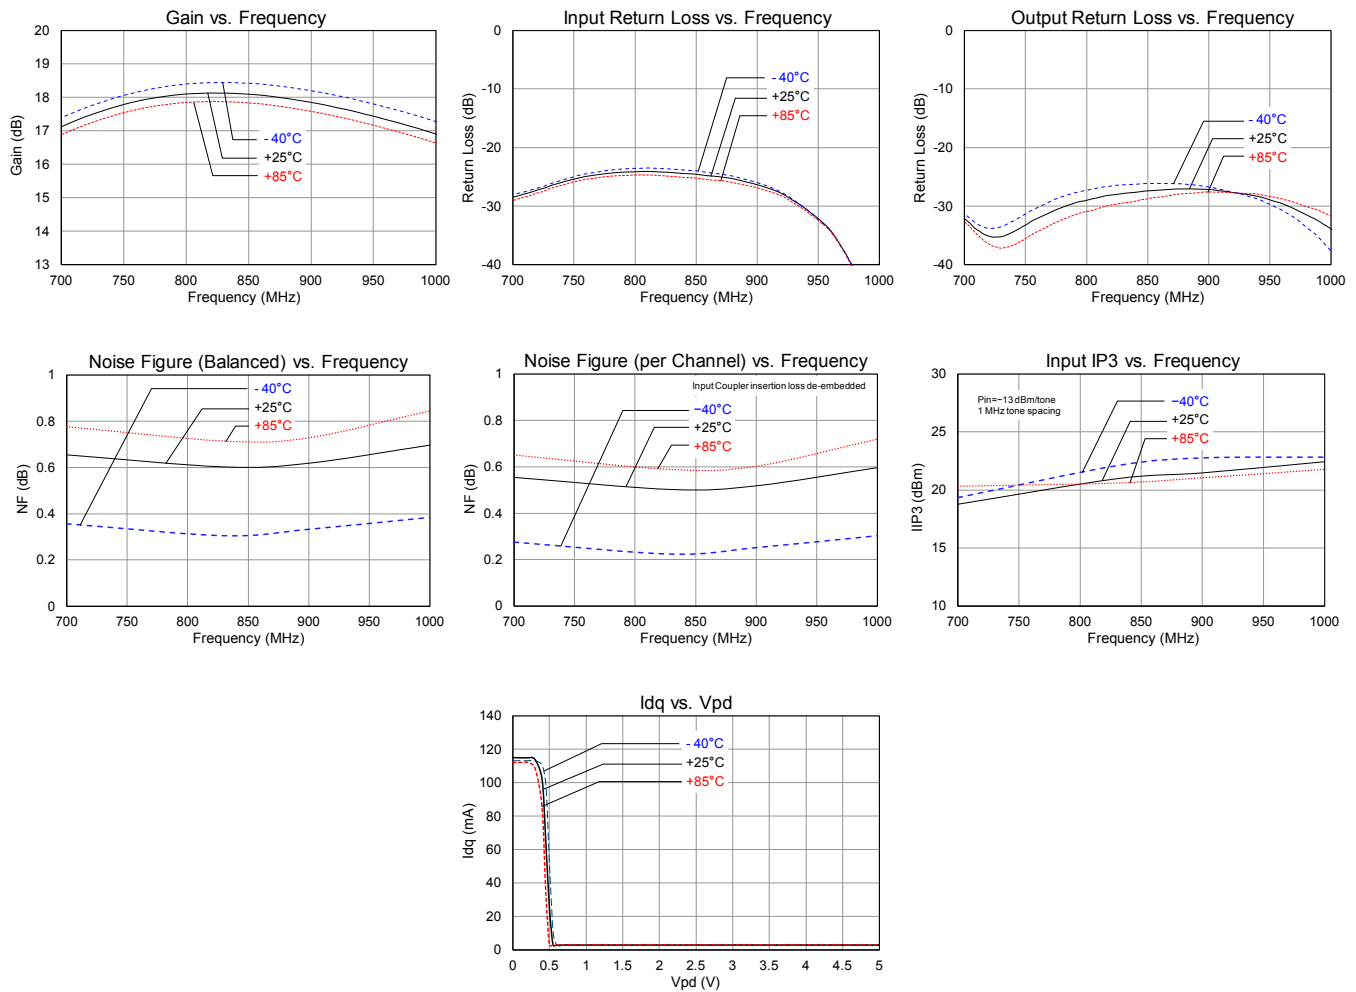 Gain vs. Frequency
20
19
18
17
16
15
14
13
Gain (dB)
- 40°C
+25°C
+85°C
700
750
800
850
900
950
1000
Frequency (MHz)
Input Return Loss vs. Frequency
0
-10
-20
-30
-40
Return Loss (dB)
- 40°C
+25°C
+85°C
700
750
800
850
900
950
1000
Frequency (MHz)
Output Return Loss vs. Frequency
0
-10
-20
-30
-40
Return Loss (dB)
- 40°C
+25°C
+85°C
700
750
800
850
900
950
1000
Frequency (MHz)
Noise Figure (Balanced) vs. Frequency
1
0.8
0.6
0.4
0.2
0
NF (dB)
- 40°C
+25°C
+85°C
700
750
800
850
900
950
1000
Frequency (MHz)
Noise Figure (per Channel) vs. Frequency
1
0.8
0.6
0.4
0.2
0
NF (dB)
Input Coupler insertion loss de-embedded
−40°C
+25°C
+85°C
700
750
800
850
900
950
1000
Frequency (MHz)
Input IP3 vs. Frequency
30
25
20
15
10
IIP3 (dBm)
Pin=−13 dBm/tone
1 MHz tone spacing
−40°C
+25°C
+85°C
700
750
800
850
900
950
1000
Frequency (MHz)
Idq vs. Vpd
140
120
100
80
60
40
20
0
Idq (mA)
- 40°C
+25°C
+85°C
0
0.5
1
1.5
2
2.5
3
3.5
4
4.5
5
Vpd (V)